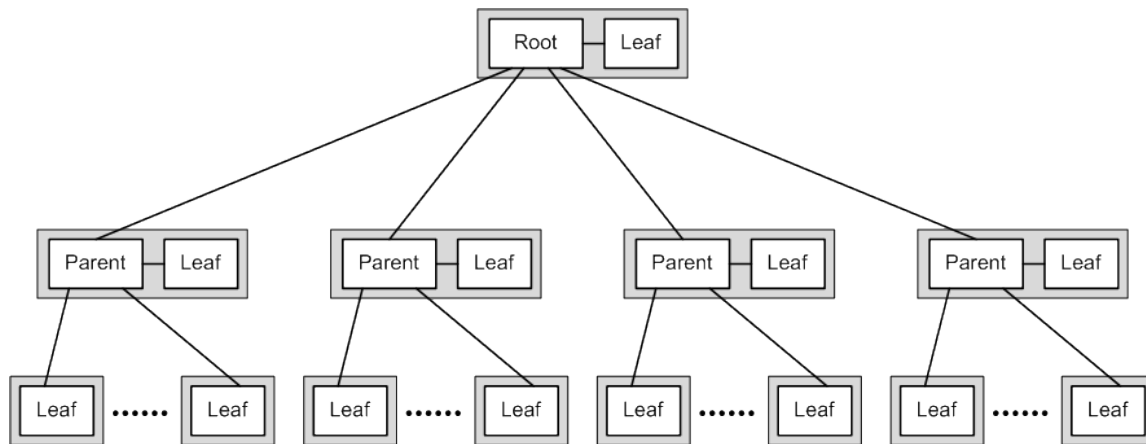 Root Leaf
Parent Leaf Parent Leaf Parent Leaf Parent Leaf
Leaf ...... Leaf Leaf ...... Leaf Leaf ...... Leaf Leaf ...... Leaf